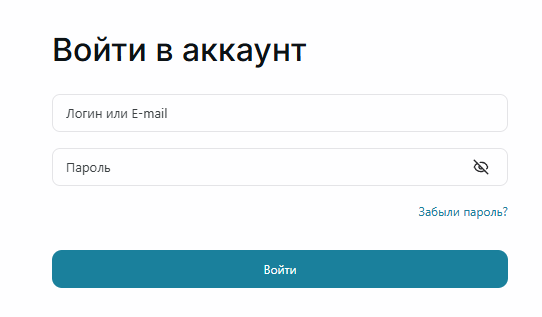 Войти в аккаунт
Логин или E-mail
Пароль
Забыли пароль?
Войти